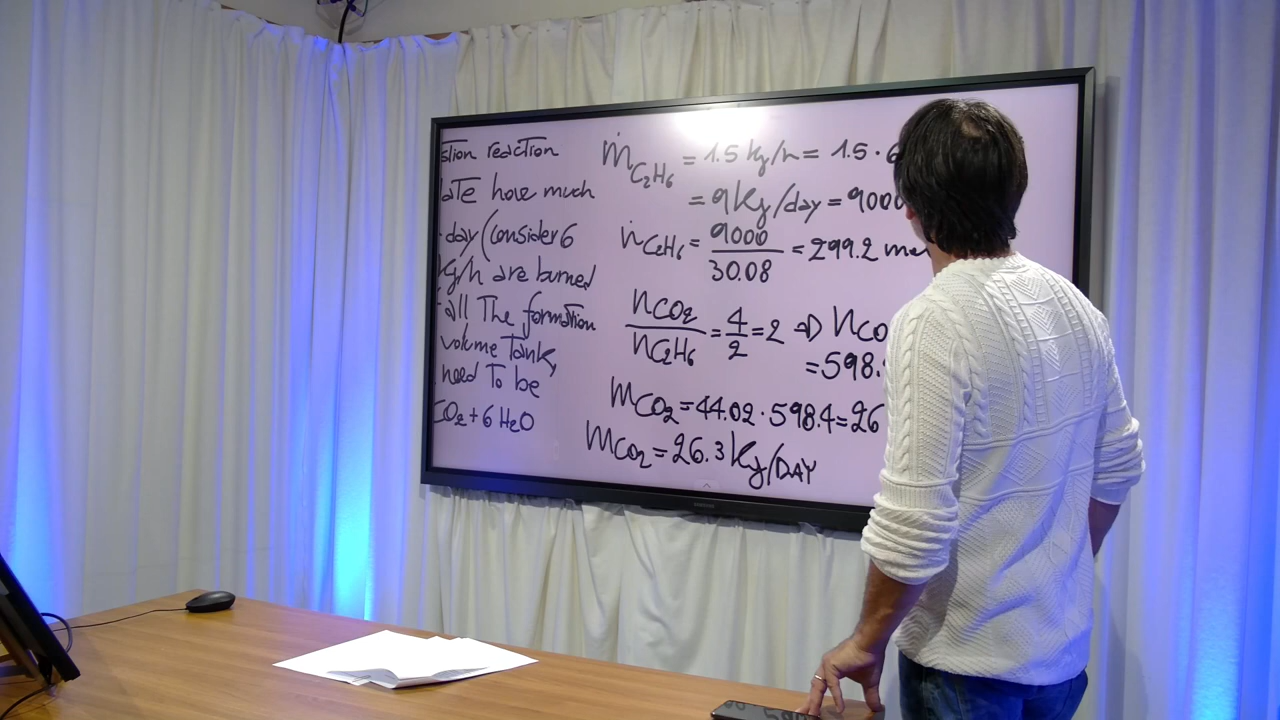 stion reaction
ate how much
day (consider 6
kg/h are burned
all the formation
volume tank,
need to be
CO2 + 6 H2O
ṁC2H6 = 1.5 kg/h = 1.5 · 6
= 9 kg/day = 9000
ṅC2H6 = 9000/30.08 = 299.2
nCO2/nC2H6 = 4/2 = 2 ⇒ nCO
= 598.
mCO2 = 44.02 · 598.4 = 26
mCO2 = 26.3 kg/DAY